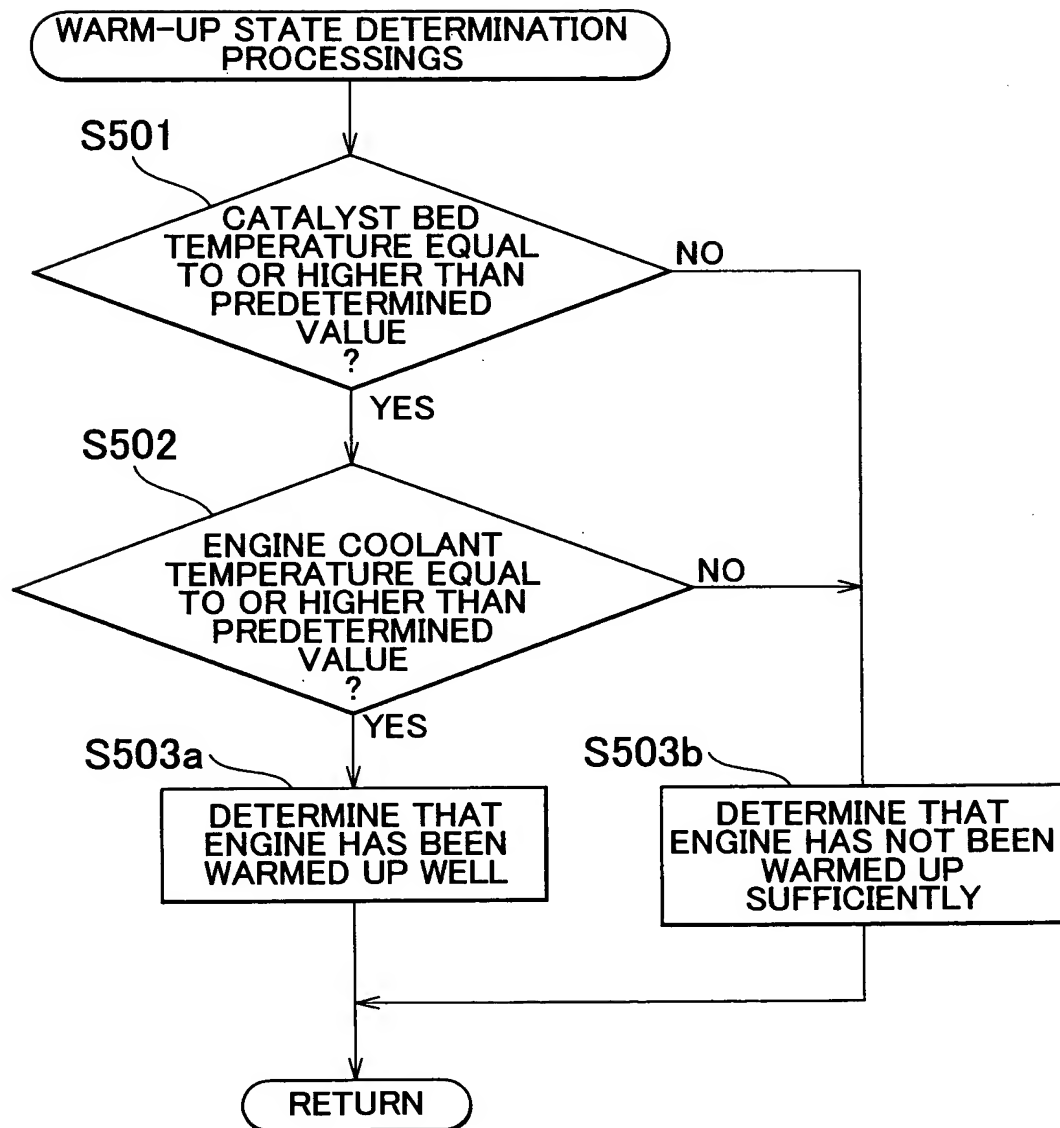 WARM-UP STATE DETERMINATION
PROCESSINGS
S501
CATALYST BED
TEMPERATURE EQUAL
TO OR HIGHER THAN
PREDETERMINED
VALUE
?
NO
YES
S502
ENGINE COOLANT
TEMPERATURE EQUAL
TO OR HIGHER THAN
PREDETERMINED
VALUE
?
NO
YES
S503a
DETERMINE THAT
ENGINE HAS BEEN
WARMED UP WELL
S503b
DETERMINE THAT
ENGINE HAS NOT BEEN
WARMED UP
SUFFICIENTLY
RETURN